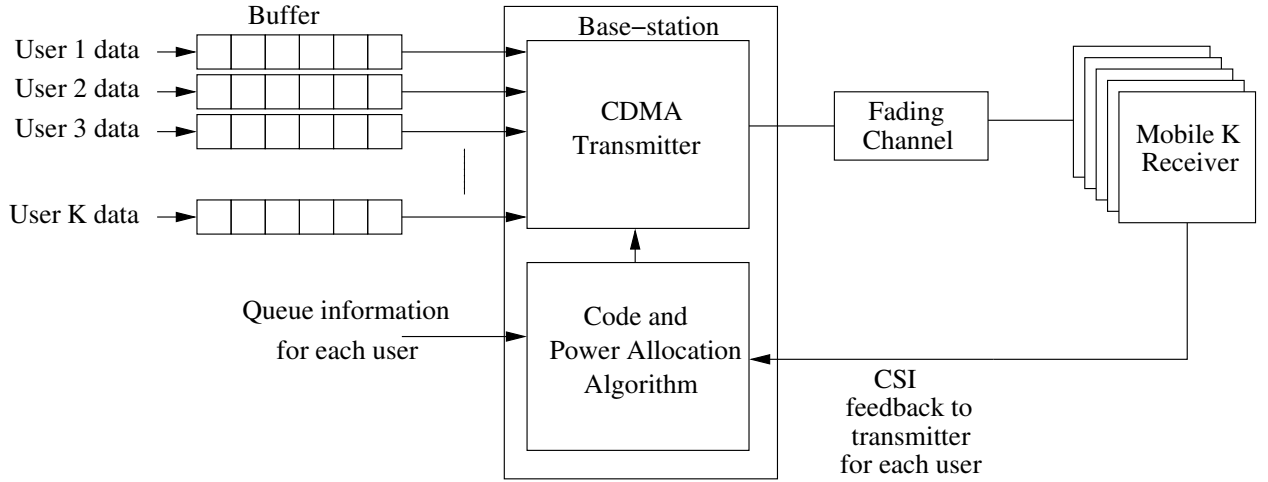 Buffer
Base−station
User 1 data
User 2 data
User 3 data
User K data
CDMA
Transmitter
Fading
Channel
Mobile K
Receiver
Queue information
for each user
Code and
Power Allocation
Algorithm
CSI
feedback to
transmitter
for each user